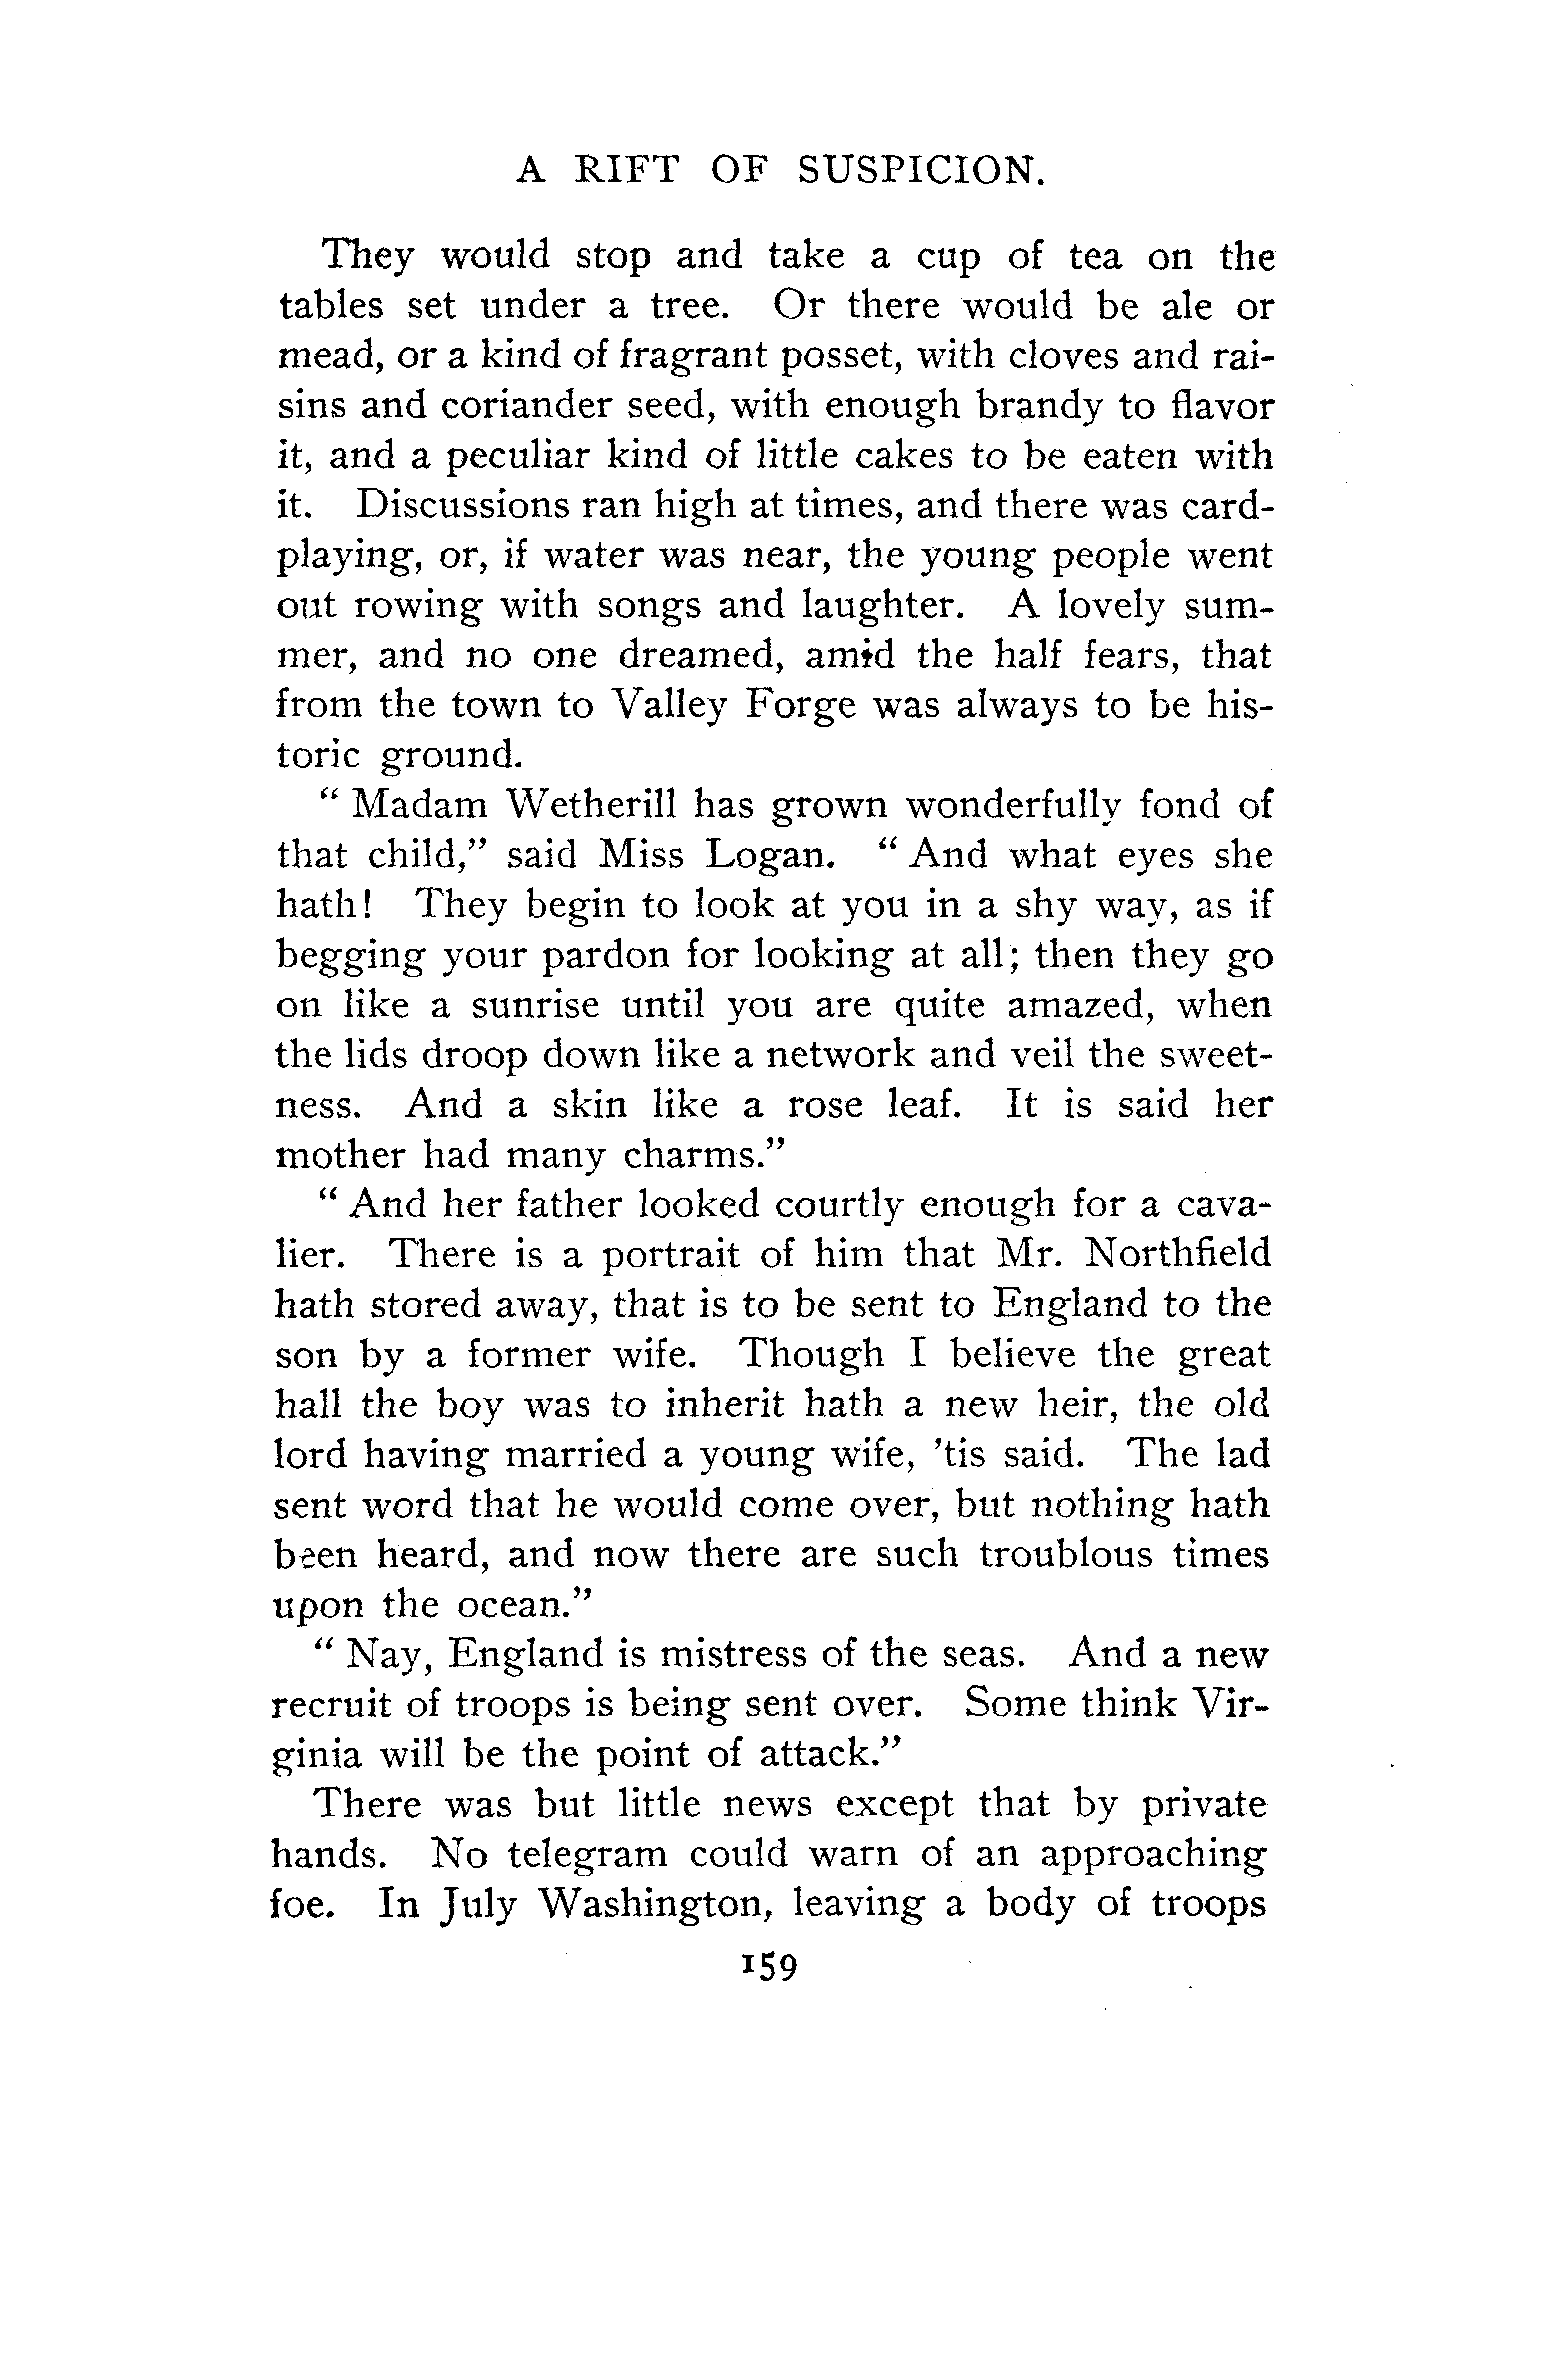 A RIFT OF SUSPICION.
They would stop and take a cup of tea on the
tables set under a tree. Or there would be ale or
mead, or a kind of fragrant posset, with cloves and rai-
sins and coriander seed, with enough brandy to flavor
it, and a peculiar kind of little cakes to be eaten with
it. Discussions ran high at times, and there was card-
playing, or, if water was near, the young people went
out rowing with songs and laughter. A lovely sum-
mer, and no one dreamed, amid the half fears, that
from the town to Valley Forge was always to be his-
toric ground.
“ Madam Wetherill has grown wonderfully fond of
that child,” said Miss Logan. “ And what eyes she
hath! They begin to look at you in a shy way, as if
begging your pardon for looking at all; then they go
on like a sunrise until you are quite amazed, when
the lids droop down like a network and veil the sweet-
ness. And a skin like a rose leaf. It is said her
mother had many charms.”
“ And her father looked courtly enough for a cava-
lier. There is a portrait of him that Mr. Northfield
hath stored away, that is to be sent to England to the
son by a former wife. Though I believe the great
hall the boy was to inherit hath a new heir, the old
lord having married a young wife, ’tis said. The lad
sent word that he would come over, but nothing hath
been heard, and now there are such troublous times
upon the ocean.”
“ Nay, England is mistress of the seas. And a new
recruit of troops is being sent over. Some think Vir-
ginia will be the point of attack.”
There was but little news except that by private
hands. No telegram could warn of an approaching
foe. In July Washington, leaving a body of troops
159